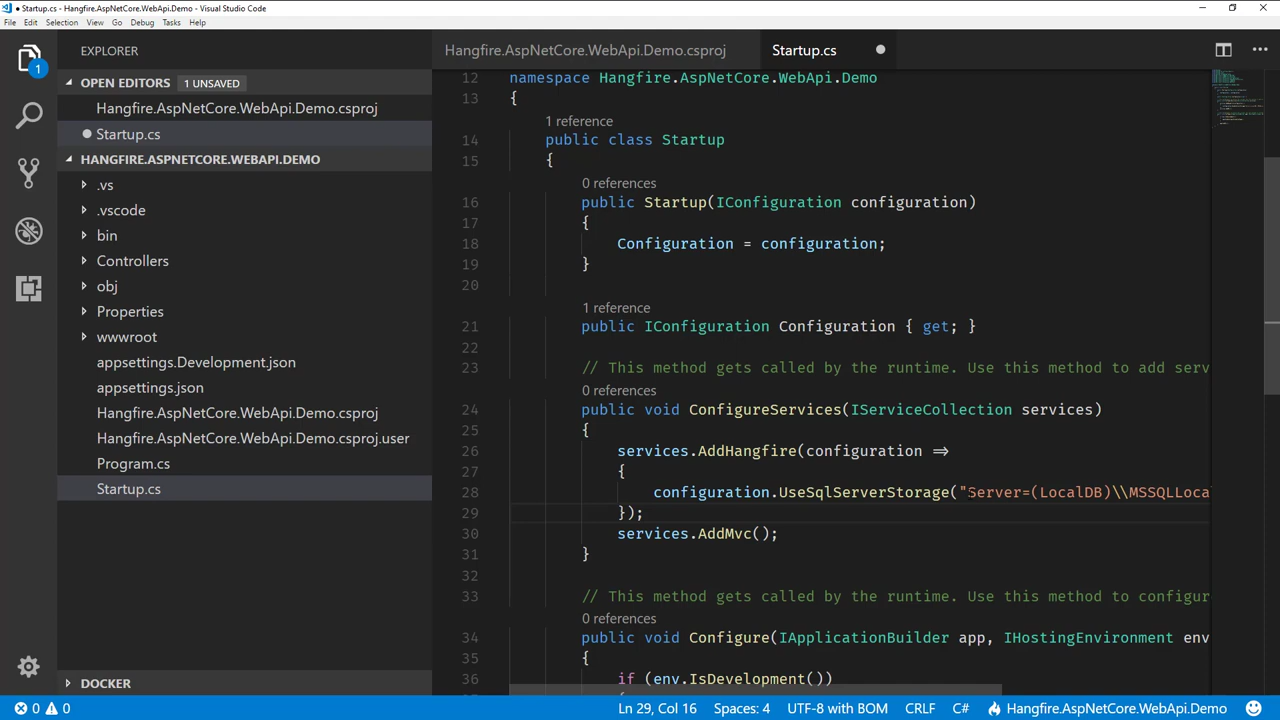 ● Startup.cs - Hangfire.AspNetCore.WebApi.Demo - Visual Studio Code
File Edit Selection View Go Debug Tasks Help
EXPLORER
1
OPEN EDITORS 1 UNSAVED
Hangfire.AspNetCore.WebApi.Demo.csproj
Startup.cs
HANGFIRE.ASPNETCORE.WEBAPI.DEMO
.vs
.vscode
bin
Controllers
obj
Properties
wwwroot
appsettings.Development.json
appsettings.json
Hangfire.AspNetCore.WebApi.Demo.csproj
Hangfire.AspNetCore.WebApi.Demo.csproj.user
Program.cs
Startup.cs
DOCKER
Hangfire.AspNetCore.WebApi.Demo.csproj Startup.cs
12 namespace Hangfire.AspNetCore.WebApi.Demo
13 {
1 reference
14 public class Startup
15 {
0 references
16 public Startup(IConfiguration configuration)
17 {
18 Configuration = configuration;
19 }
20
1 reference
21 public IConfiguration Configuration { get; }
22
23 // This method gets called by the runtime. Use this method to add serv
0 references
24 public void ConfigureServices(IServiceCollection services)
25 {
26 services.AddHangfire(configuration =>
27 {
28 configuration.UseSqlServerStorage("Server=(LocalDB)\\MSSQLLoca
29 });
30 services.AddMvc();
31 }
32
33 // This method gets called by the runtime. Use this method to configur
0 references
34 public void Configure(IApplicationBuilder app, IHostingEnvironment env
35 {
36 if (env.IsDevelopment())
0 0 Ln 29, Col 16 Spaces: 4 UTF-8 with BOM CRLF C# Hangfire.AspNetCore.WebApi.Demo